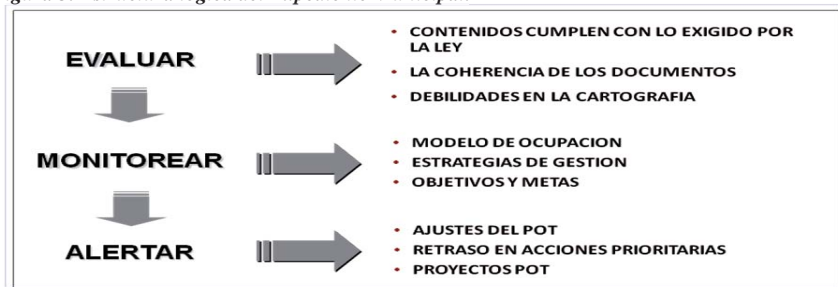 EVALUAR
• CONTENIDOS CUMPLEN CON LO EXIGIDO POR
LA LEY
• LA COHERENCIA DE LOS DOCUMENTOS
• DEBILIDADES EN LA CARTOGRAFIA
MONITOREAR
• MODELO DE OCUPACION
• ESTRATEGIAS DE GESTION
• OBJETIVOS Y METAS
ALERTAR
• AJUSTES DEL POT
• RETRASO EN ACCIONES PRIORITARIAS
• PROYECTOS POT